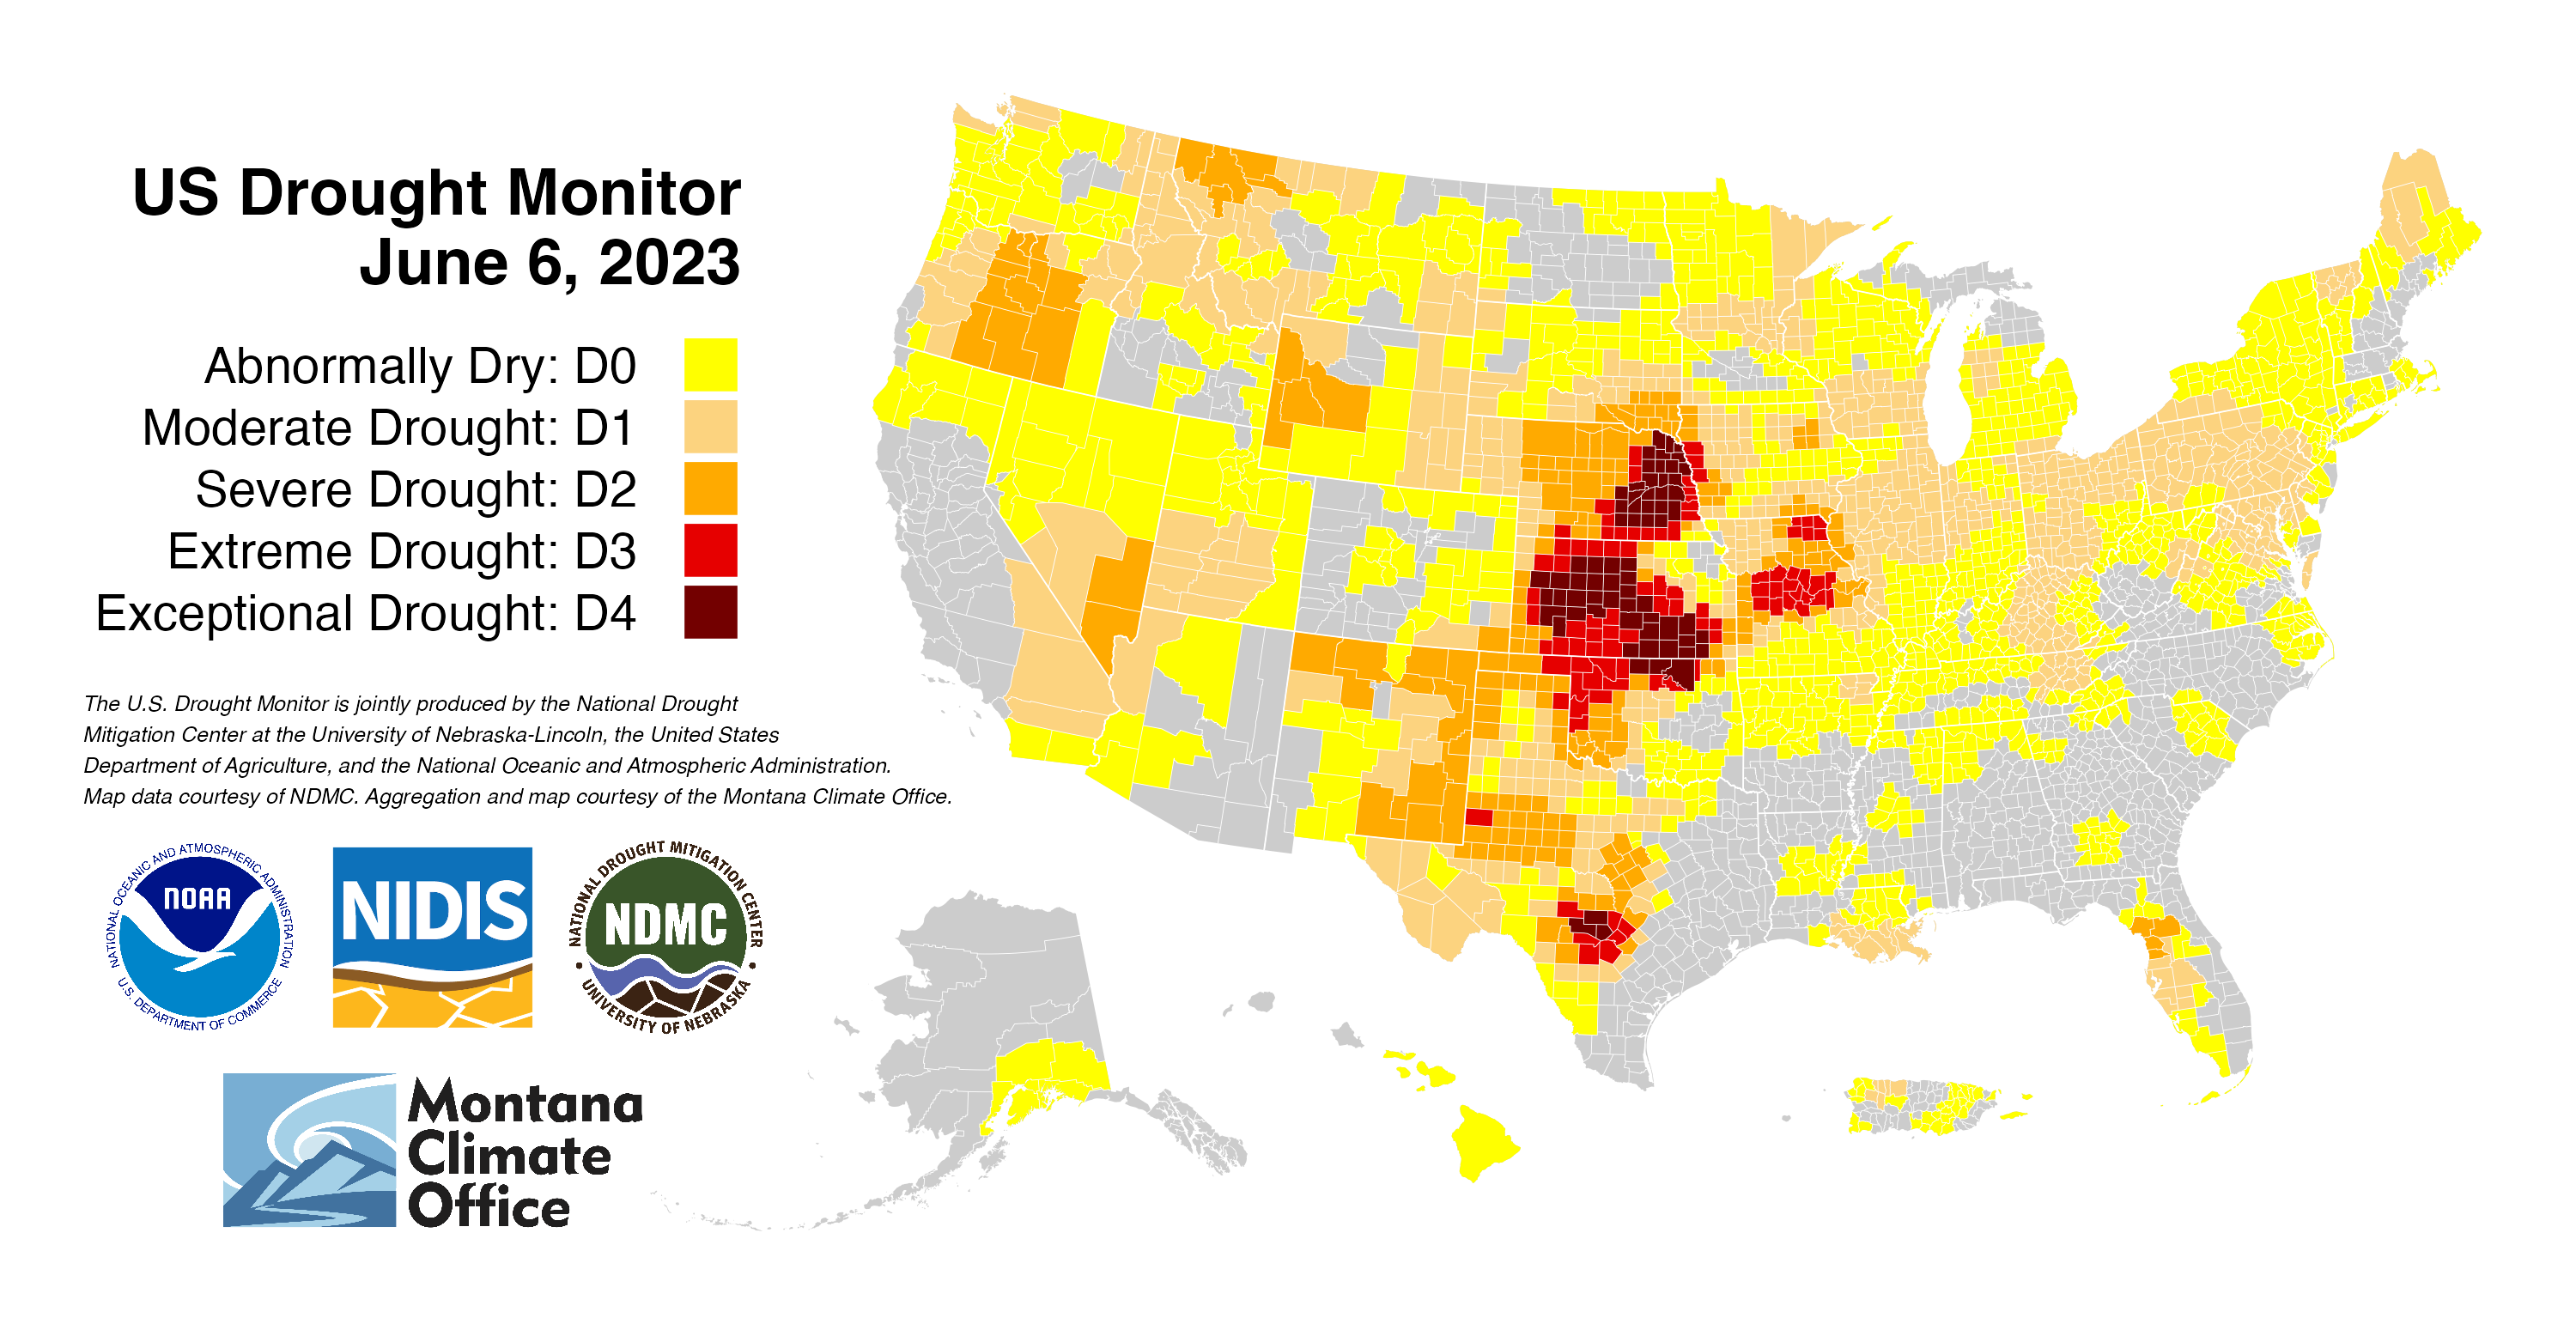 US Drought Monitor
June 6, 2023
Abnormally Dry: D0
Moderate Drought: D1
Severe Drought: D2
Extreme Drought: D3
Exceptional Drought: D4
The U.S. Drought Monitor is jointly produced by the National Drought
Mitigation Center at the University of Nebraska-Lincoln, the United States
Department of Agriculture, and the National Oceanic and Atmospheric Administration.
Map data courtesy of NDMC. Aggregation and map courtesy of the Montana Climate Office.
NATIONAL OCEANIC AND ATMOSPHERIC ADMINISTRATION
NOAA
U.S. DEPARTMENT OF COMMERCE
NIDIS
NATIONAL DROUGHT MITIGATION CENTER
NDMC
UNIVERSITY OF NEBRASKA
Montana
Climate
Office